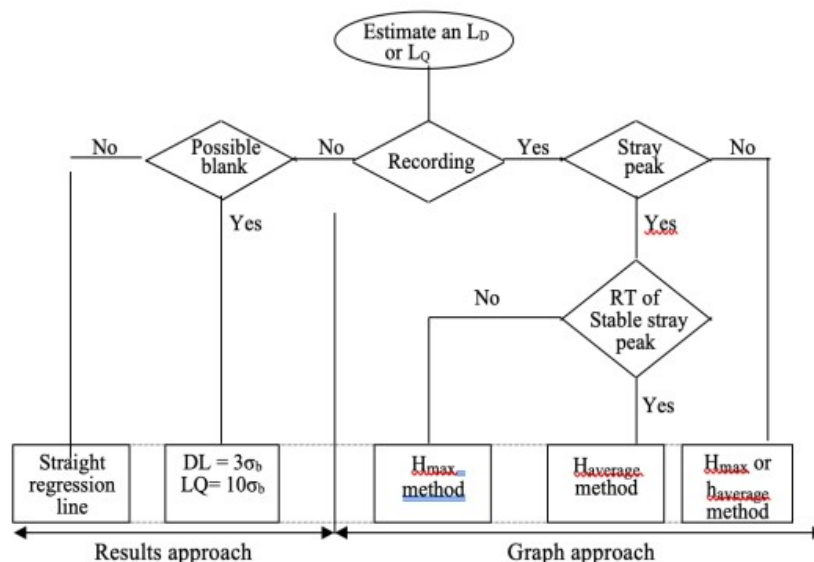 Estimate an LD
or LQ
No
Possible
blank
No
Recording
Yes
Stray
peak
No
Yes
Yes
No
RT of
Stable stray
peak
Yes
Straight
regression
line
DL = 3σb
LQ= 10σb
Hmax
method
Haverage
method
Hmax or
haverage
method
Results approach
Graph approach